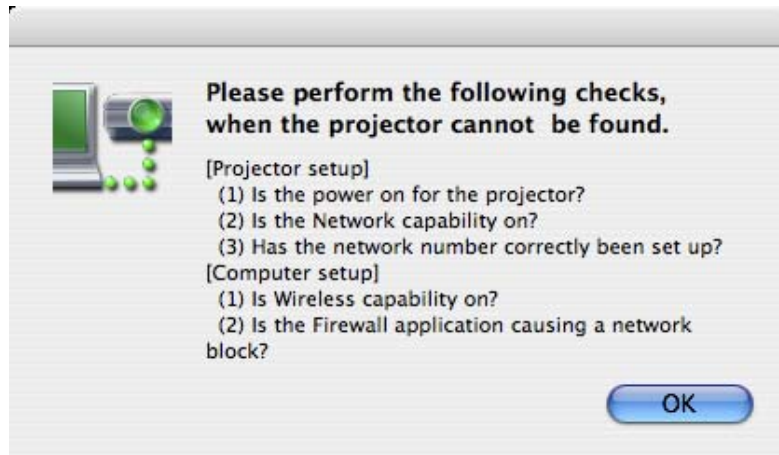 Please perform the following checks,
when the projector cannot be found.
[Projector setup]
(1) Is the power on for the projector?
(2) Is the Network capability on?
(3) Has the network number correctly been set up?
[Computer setup]
(1) Is Wireless capability on?
(2) Is the Firewall application causing a network
block?
OK